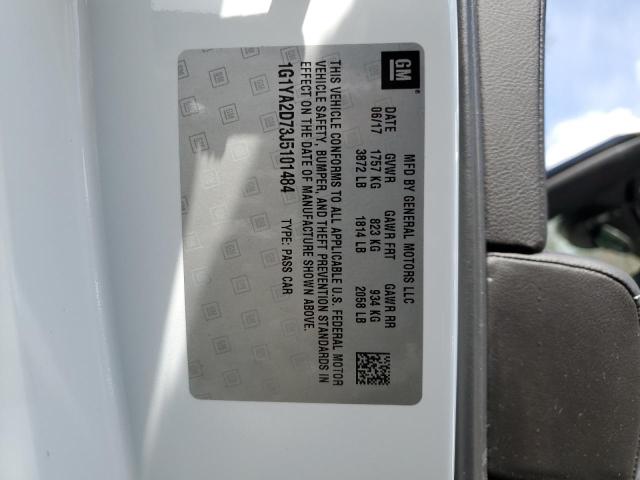 GM
MFD BY GENERAL MOTORS LLC
DATE GVWR GAWR FRT GAWR RR
06/17 1757 KG 823 KG 934 KG
3872 LB 1814 LB 2058 LB
THIS VEHICLE CONFORMS TO ALL APPLICABLE U.S. FEDERAL MOTOR
VEHICLE SAFETY, BUMPER, AND THEFT PREVENTION STANDARDS IN
EFFECT ON THE DATE OF MANUFACTURE SHOWN ABOVE.
1G1YA2D73J5101484 TYPE: PASS CAR